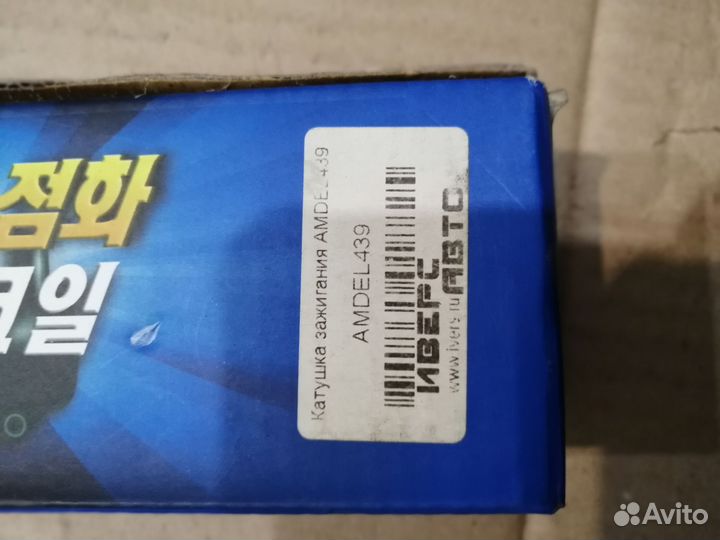 점화
코일
Катушка зажигания AMDEL439
AMDEL439
ИВЕРС
АВТО
www.ivers.ru
Avito